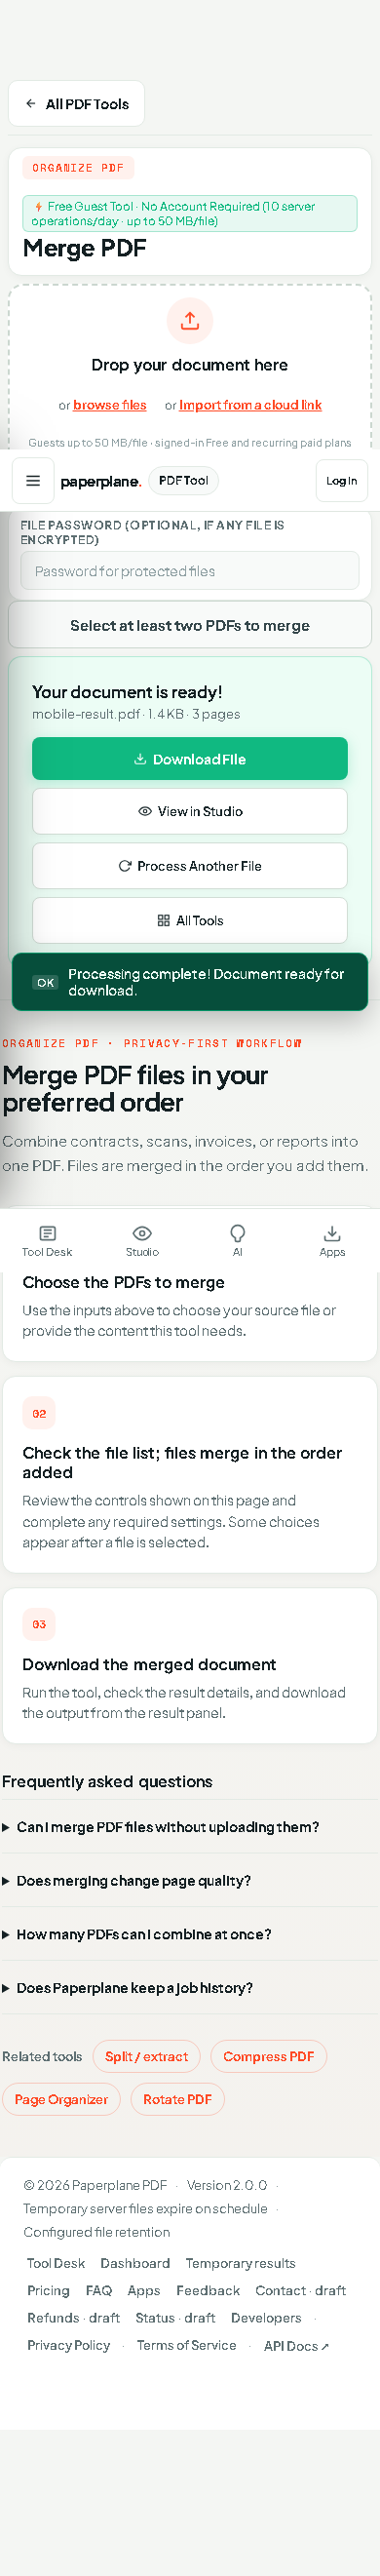 ← All PDF Tools
ORGANIZE PDF
Free Guest Tool · No Account Required (10 server
operations/day · up to 50 MB/file)
Merge PDF
Drop your document here
or browse files or Import from a cloud link
Guests up to 50 MB/file · signed-in Free and recurring paid plans
paperplane. PDF Tool Log In
FILE PASSWORD (OPTIONAL, IF ANY FILE IS
ENCRYPTED)
Password for protected files
Select at least two PDFs to merge
Your document is ready!
mobile-result.pdf · 1.4 KB · 3 pages
Download File
View in Studio
Process Another File
All Tools
OK Processing complete! Document ready for
download.
ORGANIZE PDF · PRIVACY-FIRST WORKFLOW
Merge PDF files in your
preferred order
Combine contracts, scans, invoices, or reports into
one PDF. Files are merged in the order you add them.
Tool Desk Studio AI Apps
Choose the PDFs to merge
Use the inputs above to choose your source file or
provide the content this tool needs.
02
Check the file list; files merge in the order
added
Review the controls shown on this page and
complete any required settings. Some choices
appear after a file is selected.
03
Download the merged document
Run the tool, check the result details, and download
the output from the result panel.
Frequently asked questions
▶ Can I merge PDF files without uploading them?
▶ Does merging change page quality?
▶ How many PDFs can I combine at once?
▶ Does Paperplane keep a job history?
Related tools Split / extract Compress PDF
Page Organizer Rotate PDF
© 2026 Paperplane PDF · Version 2.0.0 ·
Temporary server files expire on schedule ·
Configured file retention
Tool Desk Dashboard Temporary results
Pricing FAQ Apps Feedback Contact · draft
Refunds · draft Status · draft Developers ·
Privacy Policy · Terms of Service · API Docs ↗